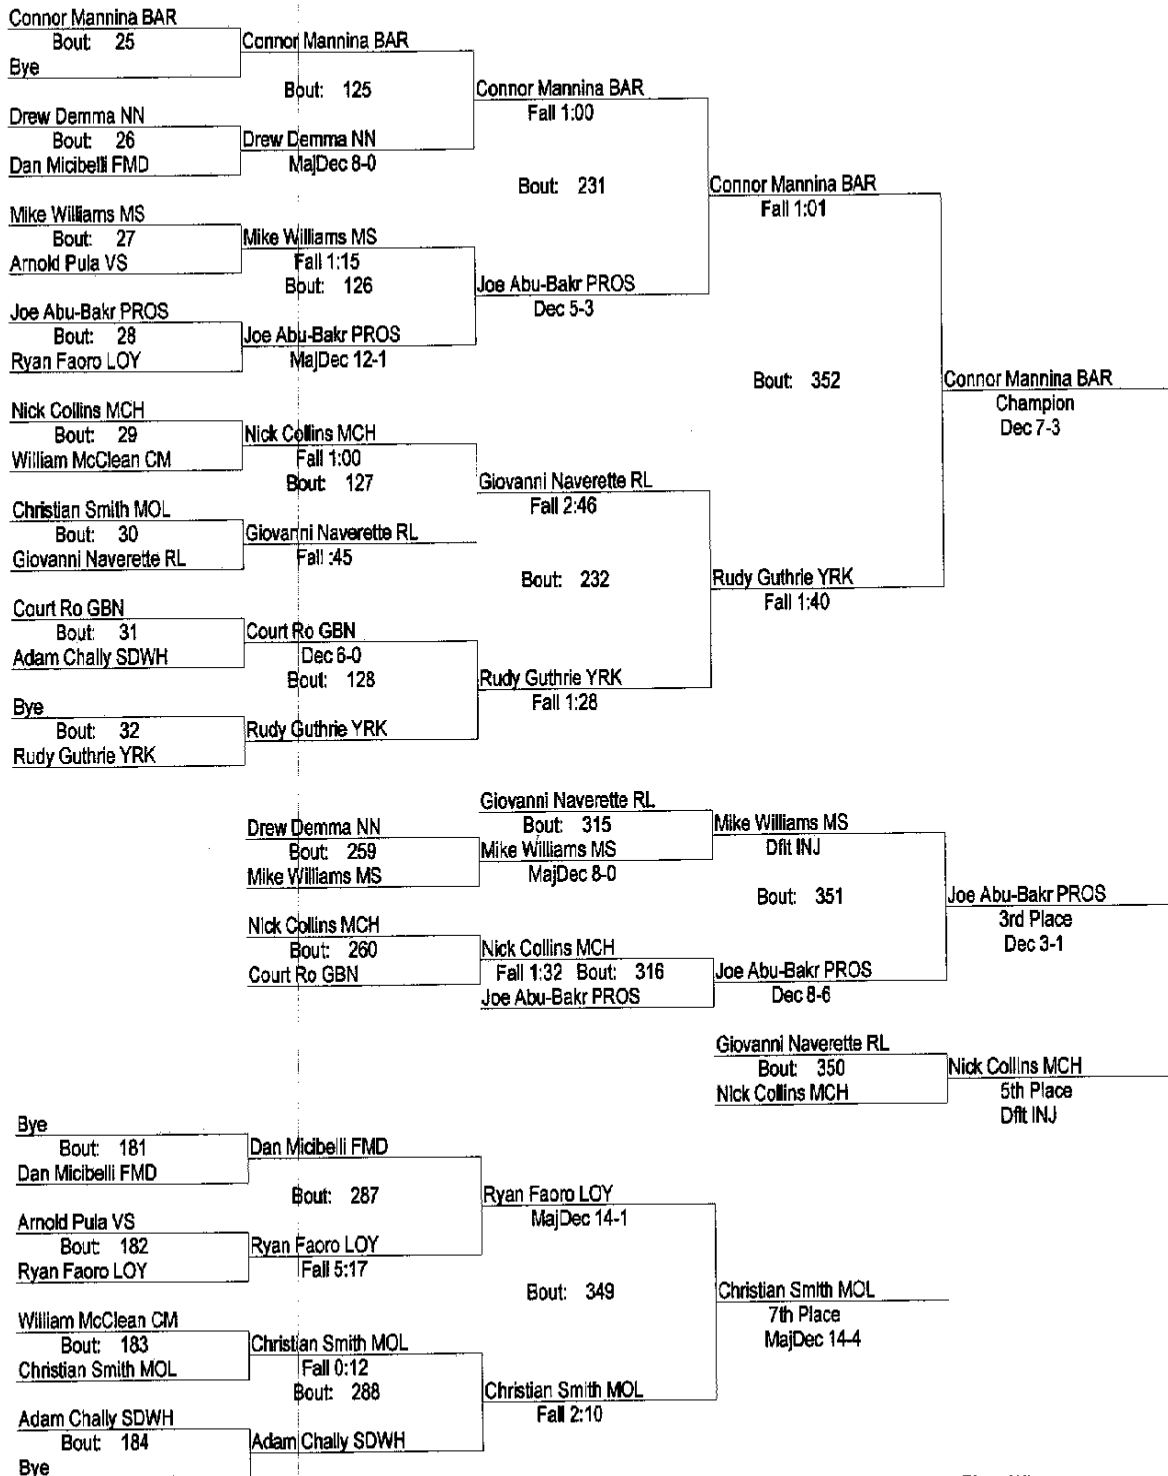 Connor Mannina BAR
Bout: 25
Bye
Connor Mannina BAR
Bout: 125
Drew Demma NN
Bout: 26
Dan Micibelli FMD
Drew Demma NN
MajDec 8-0
Connor Mannina BAR
Fall 1:00
Bout: 231
Mike Williams MS
Bout: 27
Arnold Pula VS
Mike Williams MS
Fall 1:15
Bout: 126
Joe Abu-Bakr PROS
Bout: 28
Ryan Faoro LOY
Joe Abu-Bakr PROS
MajDec 12-1
Joe Abu-Bakr PROS
Dec 5-3
Connor Mannina BAR
Fall 1:01
Bout: 352
Connor Mannina BAR
Champion
Dec 7-3
Nick Collins MCH
Bout: 29
William McClean CM
Nick Collins MCH
Fall 1:00
Bout: 127
Christian Smith MOL
Bout: 30
Giovanni Naverette RL
Giovanni Naverette RL
Fall :45
Giovanni Naverette RL
Fall 2:46
Bout: 232
Court Ro GBN
Bout: 31
Adam Chally SDWH
Court Ro GBN
Dec 6-0
Bout: 128
Bye
Bout: 32
Rudy Guthrie YRK
Rudy Guthrie YRK
Rudy Guthrie YRK
Fall 1:28
Rudy Guthrie YRK
Fall 1:40
Drew Demma NN
Bout: 259
Mike Williams MS
Giovanni Naverette RL
Bout: 315
Mike Williams MS
MajDec 8-0
Mike Williams MS
Dflt INJ
Bout: 351
Nick Collins MCH
Bout: 260
Court Ro GBN
Nick Collins MCH
Fall 1:32 Bout: 316
Joe Abu-Bakr PROS
Joe Abu-Bakr PROS
Dec 8-6
Joe Abu-Bakr PROS
3rd Place
Dec 3-1
Giovanni Naverette RL
Bout: 350
Nick Collins MCH
Nick Collins MCH
5th Place
Dflt INJ
Bye
Bout: 181
Dan Micibelli FMD
Dan Micibelli FMD
Bout: 287
Arnold Pula VS
Bout: 182
Ryan Faoro LOY
Ryan Faoro LOY
Fall 5:17
Ryan Faoro LOY
MajDec 14-1
Bout: 349
William McClean CM
Bout: 183
Christian Smith MOL
Christian Smith MOL
Fall 0:12
Bout: 288
Adam Chally SDWH
Bout: 184
Bye
Adam Chally SDWH
Christian Smith MOL
Fall 2:10
Christian Smith MOL
7th Place
MajDec 14-4